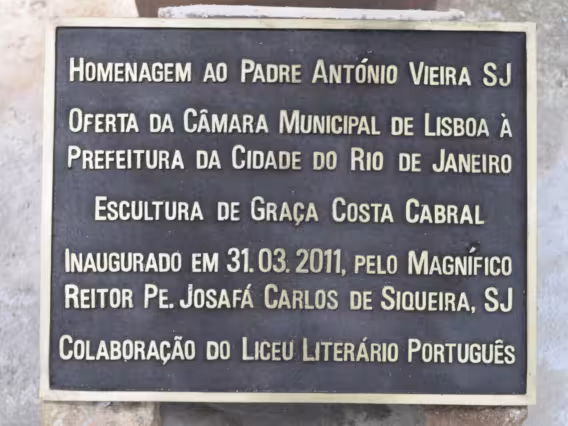 Homenagem ao Padre António Vieira SJ
Oferta da Câmara Municipal de Lisboa à
Prefeitura da Cidade do Rio de Janeiro
Escultura de Graça Costa Cabral
Inaugurado em 31.03.2011, pelo Magnífico
Reitor Pe. Josafá Carlos de Siqueira, SJ
Colaboração do Liceu Literário Português